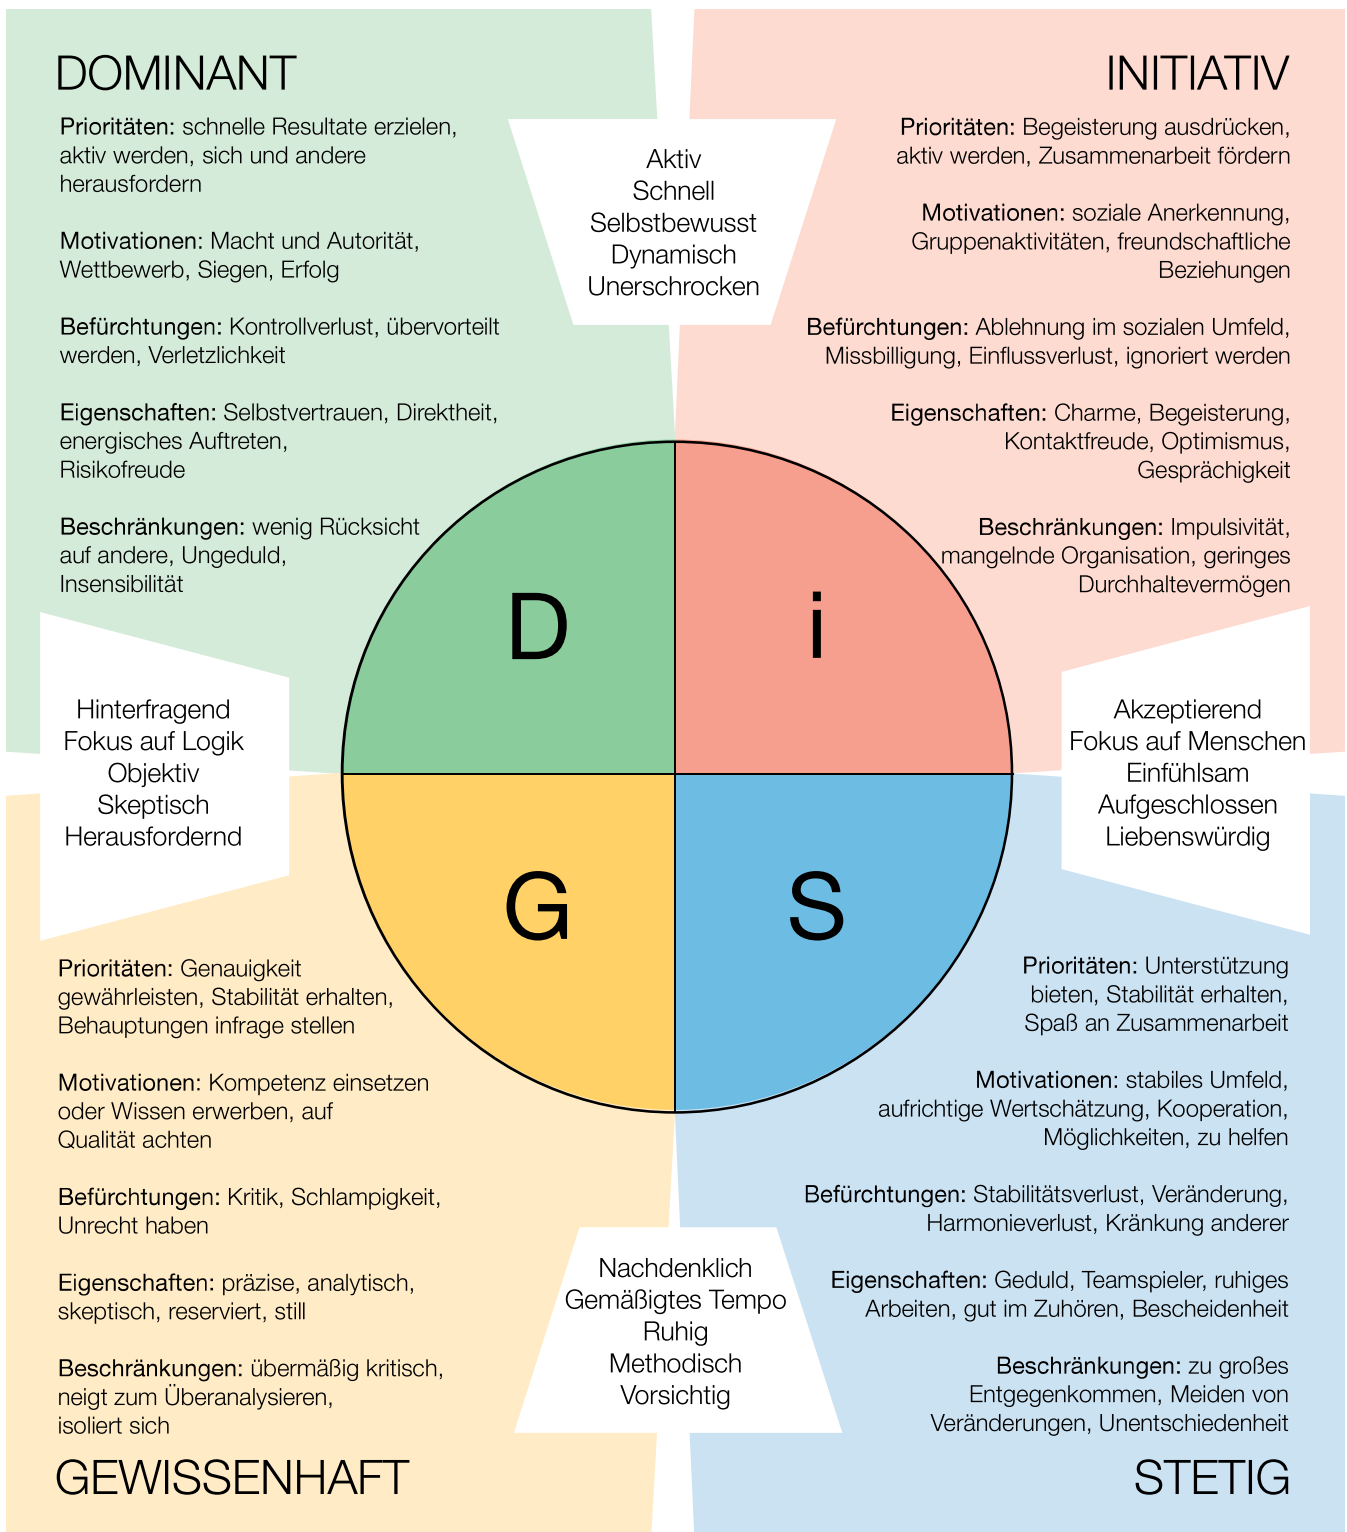 DOMINANT
Prioritäten: schnelle Resultate erzielen,
aktiv werden, sich und andere
herausfordern
Motivationen: Macht und Autorität,
Wettbewerb, Siegen, Erfolg
Befürchtungen: Kontrollverlust, übervorteilt
werden, Verletzlichkeit
Eigenschaften: Selbstvertrauen, Direktheit,
energisches Auftreten,
Risikofreude
Beschränkungen: wenig Rücksicht
auf andere, Ungeduld,
Insensibilität
Aktiv
Schnell
Selbstbewusst
Dynamisch
Unerschrocken
INITIATIV
Prioritäten: Begeisterung ausdrücken,
aktiv werden, Zusammenarbeit fördern
Motivationen: soziale Anerkennung,
Gruppenaktivitäten, freundschaftliche
Beziehungen
Befürchtungen: Ablehnung im sozialen Umfeld,
Missbilligung, Einflussverlust, ignoriert werden
Eigenschaften: Charme, Begeisterung,
Kontaktfreude, Optimismus,
Gesprächigkeit
Beschränkungen: Impulsivität,
mangelnde Organisation, geringes
Durchhaltevermögen
D
i
Hinterfragend
Fokus auf Logik
Objektiv
Skeptisch
Herausfordernd
Akzeptierend
Fokus auf Menschen
Einfühlsam
Aufgeschlossen
Liebenswürdig
G
S
Prioritäten: Genauigkeit
gewährleisten, Stabilität erhalten,
Behauptungen infrage stellen
Motivationen: Kompetenz einsetzen
oder Wissen erwerben, auf
Qualität achten
Befürchtungen: Kritik, Schlampigkeit,
Unrecht haben
Eigenschaften: präzise, analytisch,
skeptisch, reserviert, still
Beschränkungen: übermäßig kritisch,
neigt zum Überanalysieren,
isoliert sich
GEWISSENHAFT
Nachdenklich
Gemäßigtes Tempo
Ruhig
Methodisch
Vorsichtig
Prioritäten: Unterstützung
bieten, Stabilität erhalten,
Spaß an Zusammenarbeit
Motivationen: stabiles Umfeld,
aufrichtige Wertschätzung, Kooperation,
Möglichkeiten, zu helfen
Befürchtungen: Stabilitätsverlust, Veränderung,
Harmonieverlust, Kränkung anderer
Eigenschaften: Geduld, Teamspieler, ruhiges
Arbeiten, gut im Zuhören, Bescheidenheit
Beschränkungen: zu großes
Entgegenkommen, Meiden von
Veränderungen, Unentschiedenheit
STETIG